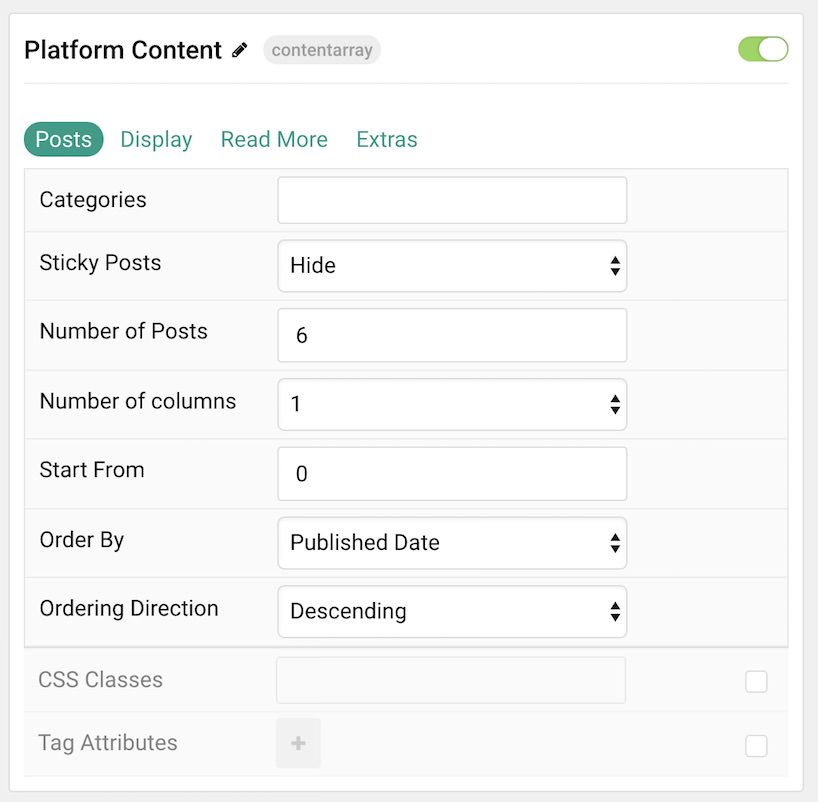 Platform Content contentarray
Posts Display Read More Extras
Categories
Sticky Posts Hide
Number of Posts 6
Number of columns 1
Start From 0
Order By Published Date
Ordering Direction Descending
CSS Classes
Tag Attributes +